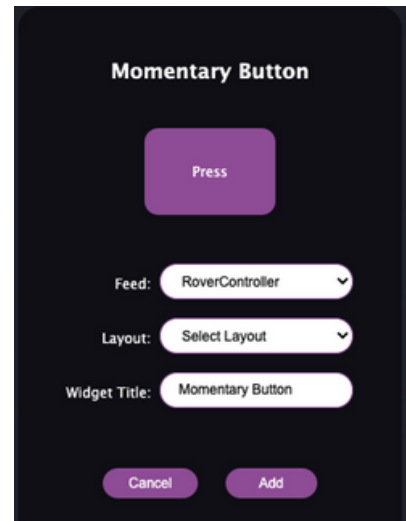 Momentary Button
Press
Feed: RoverController
Layout: Select Layout
Widget Title: Momentary Button
Cancel Add